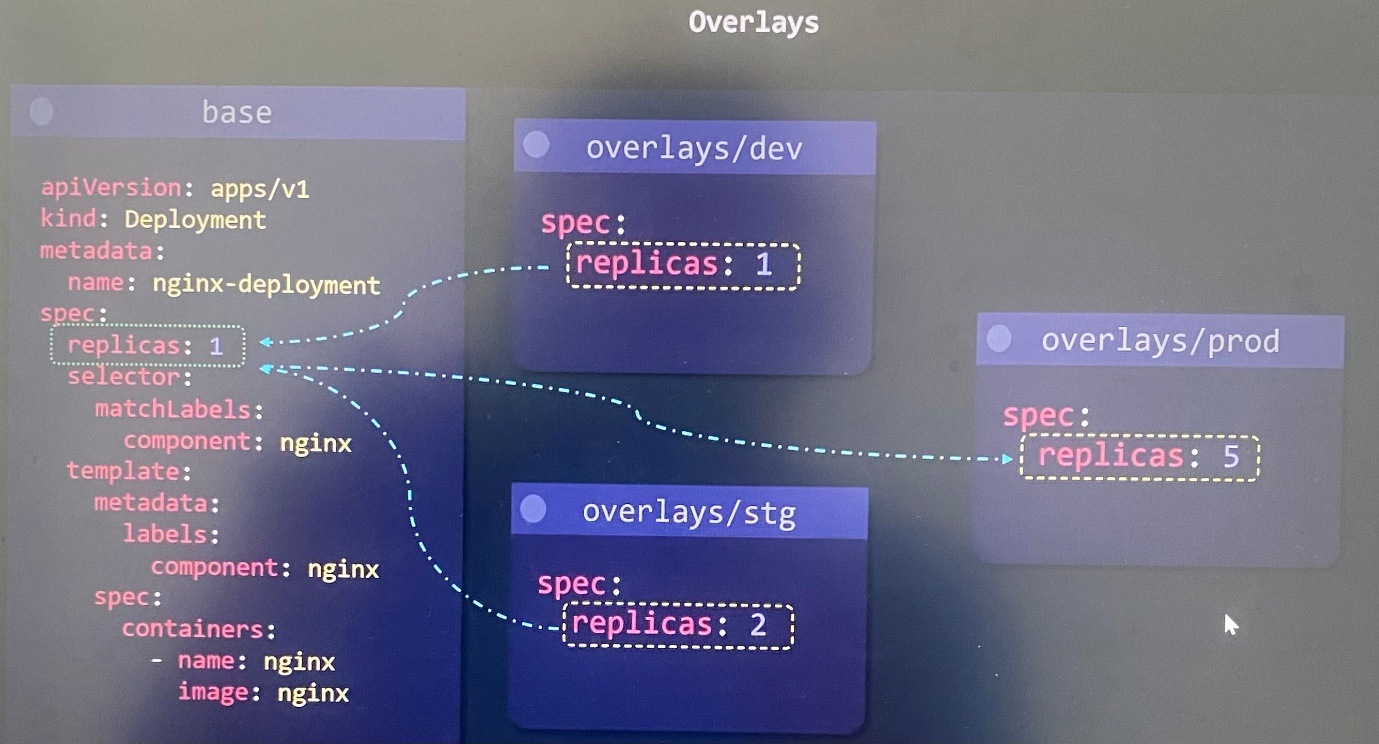 Overlays
base
apiVersion: apps/v1
kind: Deployment
metadata:
  name: nginx-deployment
spec:
  replicas: 1
  selector:
    matchLabels:
      component: nginx
  template:
    metadata:
      labels:
        component: nginx
    spec:
      containers:
        - name: nginx
          image: nginx
overlays/dev
spec:
  replicas: 1
overlays/stg
spec:
  replicas: 2
overlays/prod
spec:
  replicas: 5